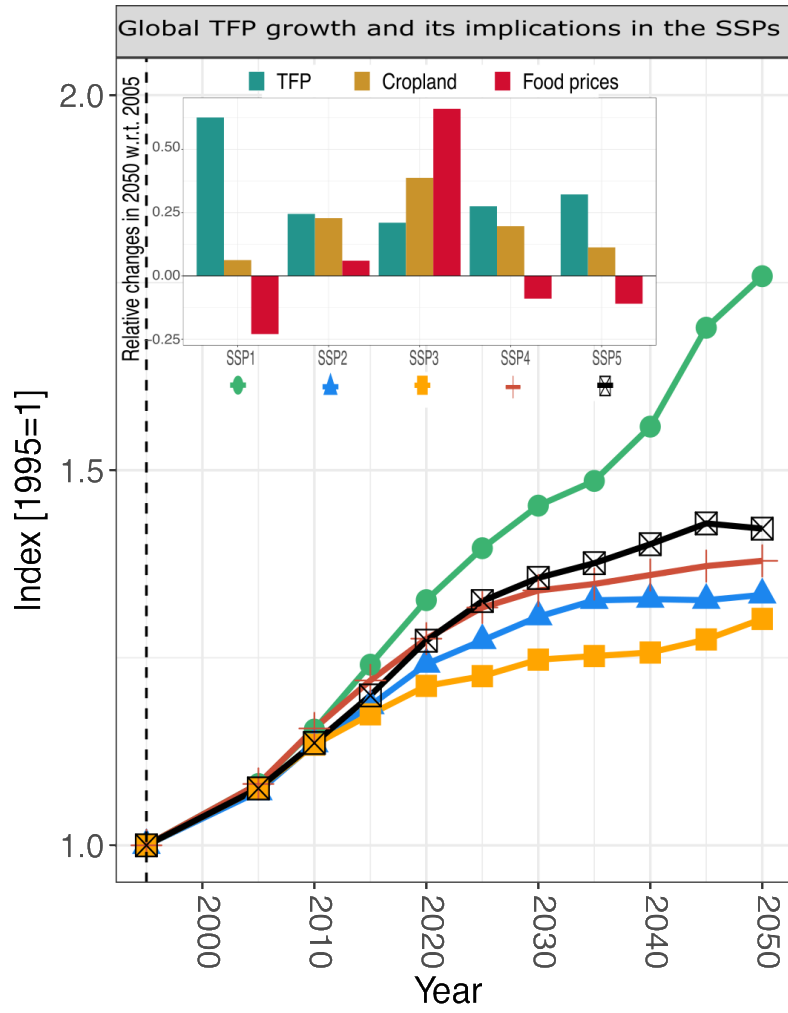 Global TFP growth and its implications in the SSPs
TFP Cropland Food prices
Relative changes in 2050 w.r.t. 2005
0.50
0.25
0.00
-0.25
SSP1 SSP2 SSP3 SSP4 SSP5
Index [1995=1]
2.0
1.5
1.0
2000 2010 2020 2030 2040 2050
Year